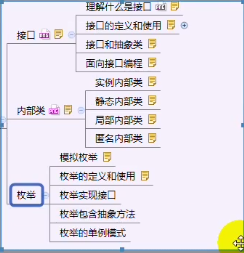 理解什么是接口
接口
接口的定义和使用
接口和抽象类
面向接口编程
实例内部类
内部类
静态内部类
局部内部类
匿名内部类
模拟枚举
枚举的定义和使用
枚举
枚举实现接口
枚举包含抽象方法
枚举的单例模式